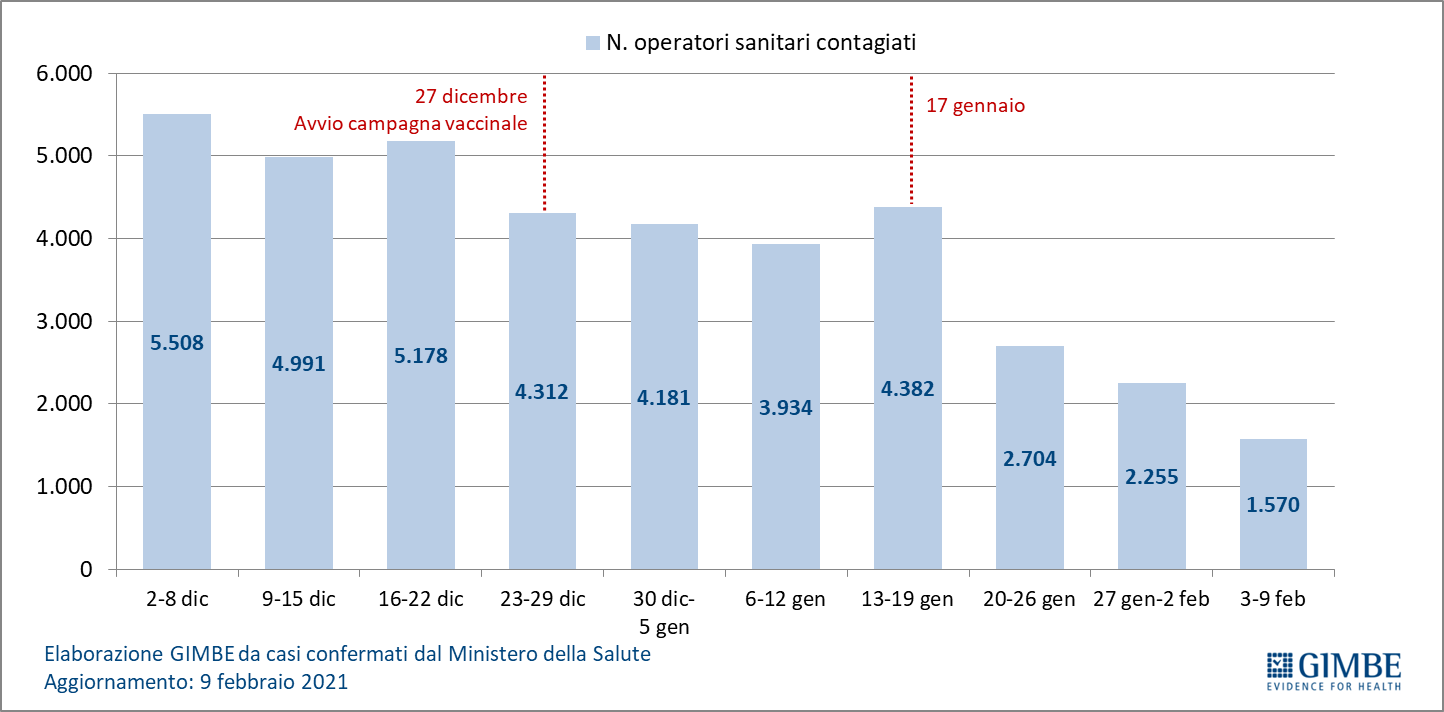 N. operatori sanitari contagiati
6.000
5.000
4.000
3.000
2.000
1.000
0
27 dicembre
Avvio campagna vaccinale
17 gennaio
5.508
4.991
5.178
4.312
4.181
3.934
4.382
2.704
2.255
1.570
2-8 dic
9-15 dic
16-22 dic
23-29 dic
30 dic-
5 gen
6-12 gen
13-19 gen
20-26 gen
27 gen-2 feb
3-9 feb
Elaborazione GIMBE da casi confermati dal Ministero della Salute
Aggiornamento: 9 febbraio 2021
GIMBE
EVIDENCE FOR HEALTH